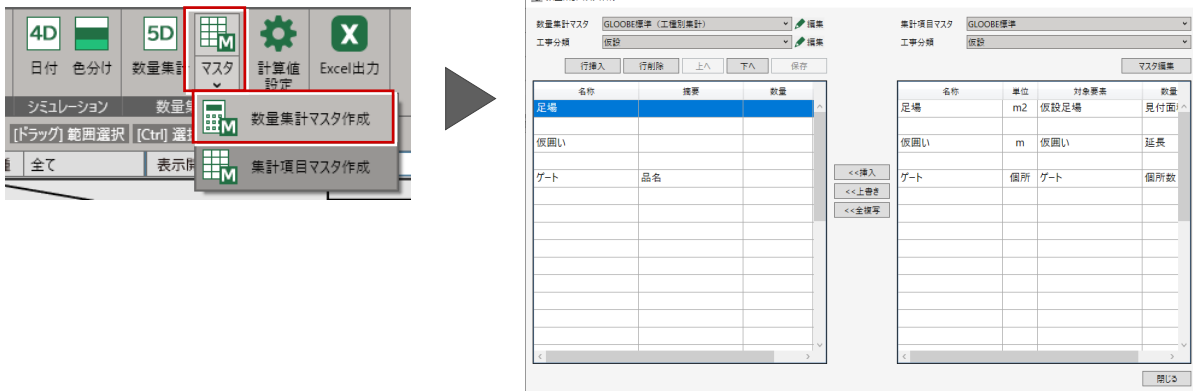 4D
5D
M
X
日付
色分け
数量集計
マスタ
計算値
設定
Excel出力
シミュレーション
数量集
[ドラッグ] 範囲選択
[Ctrl] 選
全て
表示
M
数量集計マスタ作成
M
集計項目マスタ作成
数量集計マスタ
GLOOBE標準（工種別集計）
編集
工事分類
仮設
編集
行挿入
行削除
上へ
下へ
保存
名称
摘要
数量
足場
仮囲い
ゲート
品名
<<挿入
<<上書き
<<全複写
集計項目マスタ
GLOOBE標準
工事分類
仮設
マスタ編集
名称
単位
対象要素
数量
足場
m2
仮設足場
見付面
仮囲い
m
仮囲い
延長
ゲート
個所
ゲート
個所数
閉じる